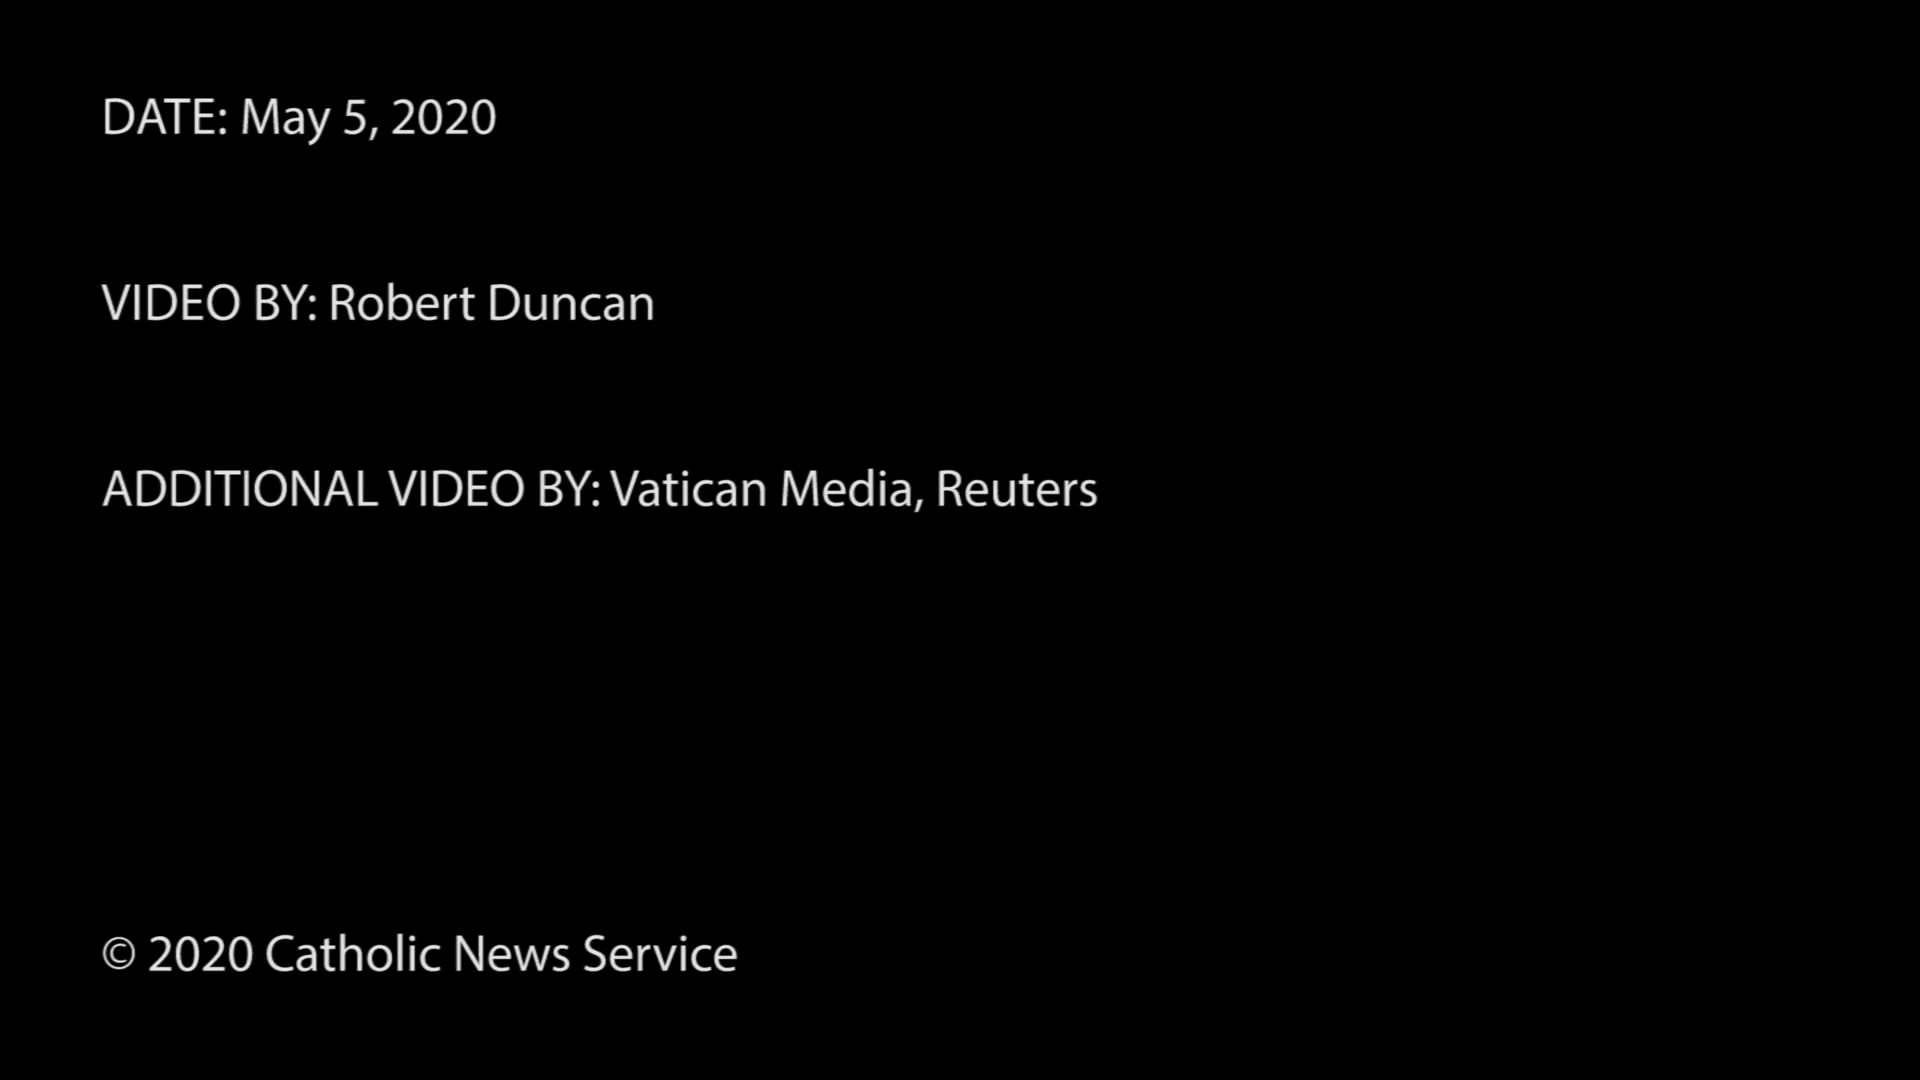 DATE: May 5, 2020
VIDEO BY: Robert Duncan
ADDITIONAL VIDEO BY: Vatican Media, Reuters
© 2020 Catholic News Service